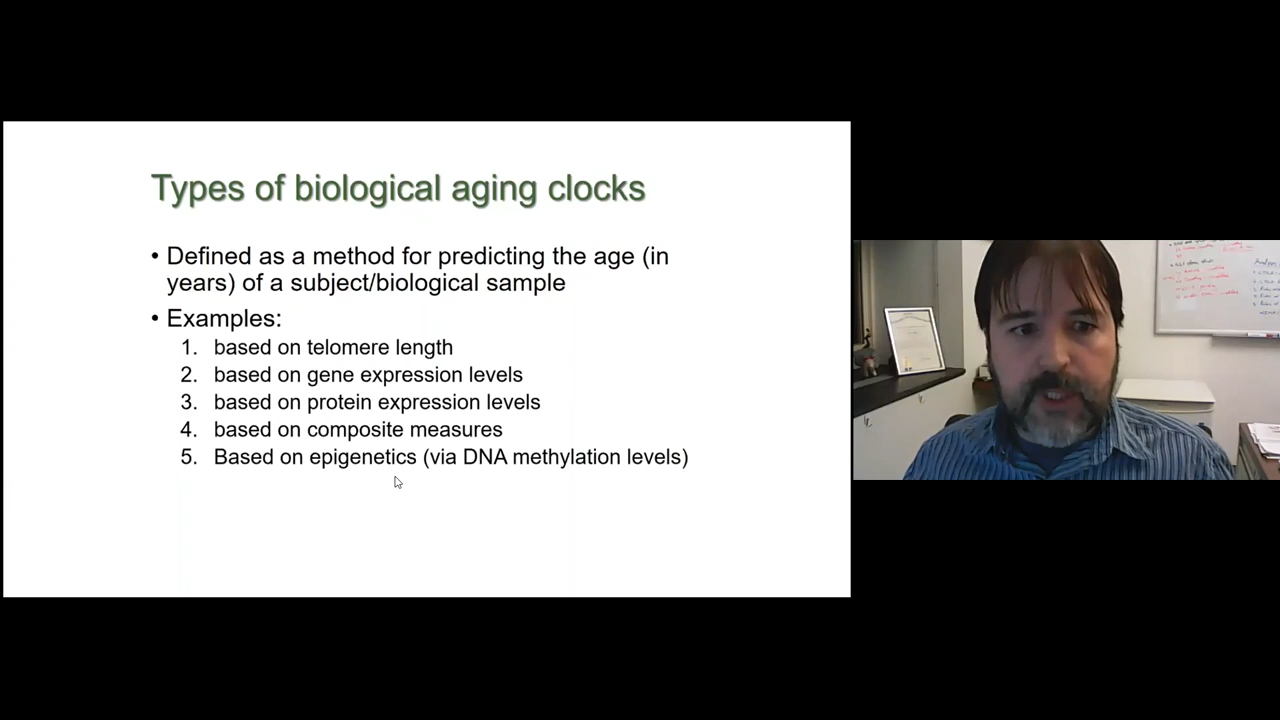 Types of biological aging clocks
• Defined as a method for predicting the age (in
years) of a subject/biological sample
• Examples:
1. based on telomere length
2. based on gene expression levels
3. based on protein expression levels
4. based on composite measures
5. Based on epigenetics (via DNA methylation levels)